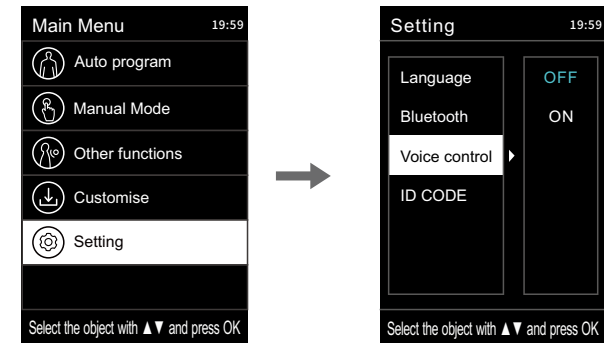 Main Menu 19:59
Auto program
Manual Mode
Other functions
Customise
Setting
Select the object with ▲▼ and press OK
Setting 19:59
Language
Bluetooth
Voice control
ID CODE
OFF
ON
Select the object with ▲▼ and press OK